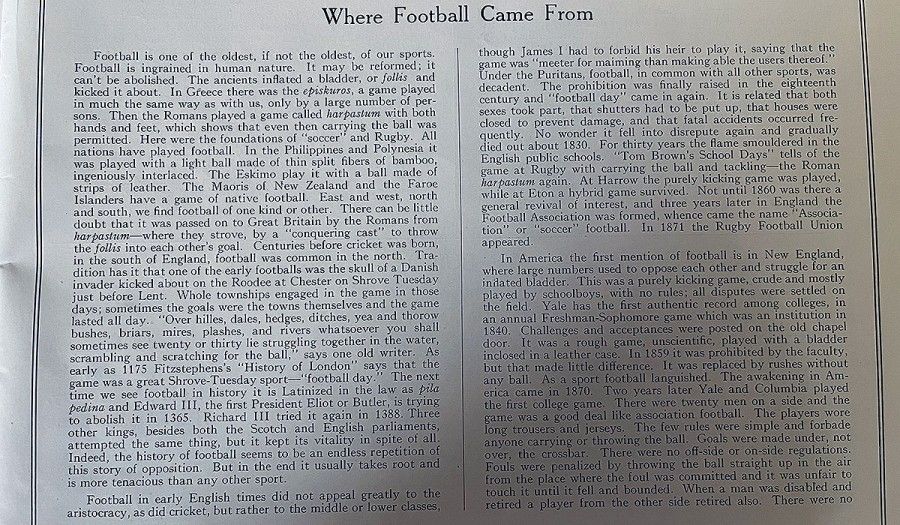 Where Football Came From
Football is one of the oldest, if not the oldest, of our sports.
Football is ingrained in human nature. It may be reformed; it
can't be abolished. The ancients inflated a bladder, or follis and
kicked it about. In Greece there was the episkuros, a game played
in much the same way as with us, only by a large number of per-
sons. Then the Romans played a game called harpastum with both
hands and feet, which shows that even then carrying the ball was
permitted. Here were the foundations of "soccer" and Rugby. All
nations have played football. In the Philippines and Polynesia it
was played with a light ball made of thin split fibers of bamboo,
ingeniously interlaced. The Eskimo play it with a ball made of
strips of leather. The Maoris of New Zealand and the Faroe
Islanders have a game of native football. East and west, north
and south, we find football of one kind or other. There can be little
doubt that it was passed on to Great Britain by the Romans from
harpastum—where they strove, by a "conquering cast" to throw
the follis into each other's goal. Centuries before cricket was born,
in the south of England, football was common in the north. Tra-
dition has it that one of the early footballs was the skull of a Danish
invader kicked about on the Roodee at Chester on Shrove Tuesday
just before Lent. Whole townships engaged in the game in those
days; sometimes the goals were the towns themselves and the game
lasted all day. "Over hilles, dales, hedges, ditches, yea and thorow
bushes, briars, mires, plashes, and rivers whatsoever you shall
sometimes see twenty or thirty lie struggling together in the water,
scrambling and scratching for the ball," says one old writer. As
early as 1175 Fitzstephens's "History of London" says that the
game was a great Shrove-Tuesday sport—"football day." The next
time we see football in history it is Latinized in the law as pila
pedina and Edward III, the first President Eliot or Butler, is trying
to abolish it in 1365. Richard III tried it again in 1388. Three
other kings, besides both the Scotch and English parliaments,
attempted the same thing, but it kept its vitality in spite of all.
Indeed, the history of football seems to be an endless repetition of
this story of opposition. But in the end it usually takes root and
is more tenacious than any other sport.
Football in early English times did not appeal greatly to the
aristocracy, as did cricket, but rather to the middle or lower classes,
though James I had to forbid his heir to play it, saying that the
game was "meeter for maiming than making able the users thereof."
Under the Puritans, football, in common with all other sports, was
decadent. The prohibition was finally raised in the eighteenth
century and "football day" came in again. It is related that both
sexes took part, that shutters had to be put up, that houses were
closed to prevent damage, and that fatal accidents occurred fre-
quently. No wonder it fell into disrepute again and gradually
died out about 1830. For thirty years the flame smouldered in the
English public schools. "Tom Brown's School Days" tells of the
game at Rugby with carrying the ball and tackling—the Roman
harpastum again. At Harrow the purely kicking game was played,
while at Eton a hybrid game survived. Not until 1860 was there a
general revival of interest, and three years later in England the
Football Association was formed, whence came the name "Associa-
tion" or "soccer" football. In 1871 the Rugby Football Union
appeared
In America the first mention of football is in New England,
where large numbers used to oppose each other and struggle for an
inflated bladder. This was a purely kicking game, crude and mostly
played by schoolboys, with no rules; all disputes were settled on
the field. Yale has the first authentic record among colleges, in
an annual Freshman-Sophomore game which was an institution in
1840. Challenges and acceptances were posted on the old chapel
door. It was a rough game, unscientific, played with a bladder
inclosed in a leather case. In 1859 it was prohibited by the faculty,
but that made little difference. It was replaced by rushes without
any ball. As a sport football languished. The awakening in Am-
erica came in 1870. Two years later Yale and Columbia played
the first college game. There were twenty men on a side and the
game was a good deal like association football. The players wore
long trousers and jerseys. The few rules were simple and forbade
anyone carrying or throwing the ball. Goals were made under, not
over, the crossbar. There were no off-side or on-side regulations.
Fouls were penalized by throwing the ball straight up in the air
from the place where the foul was committed and it was unfair to
touch it until it fell and bounded. When a man was disabled and
retired a player from the other side retired also. There were no